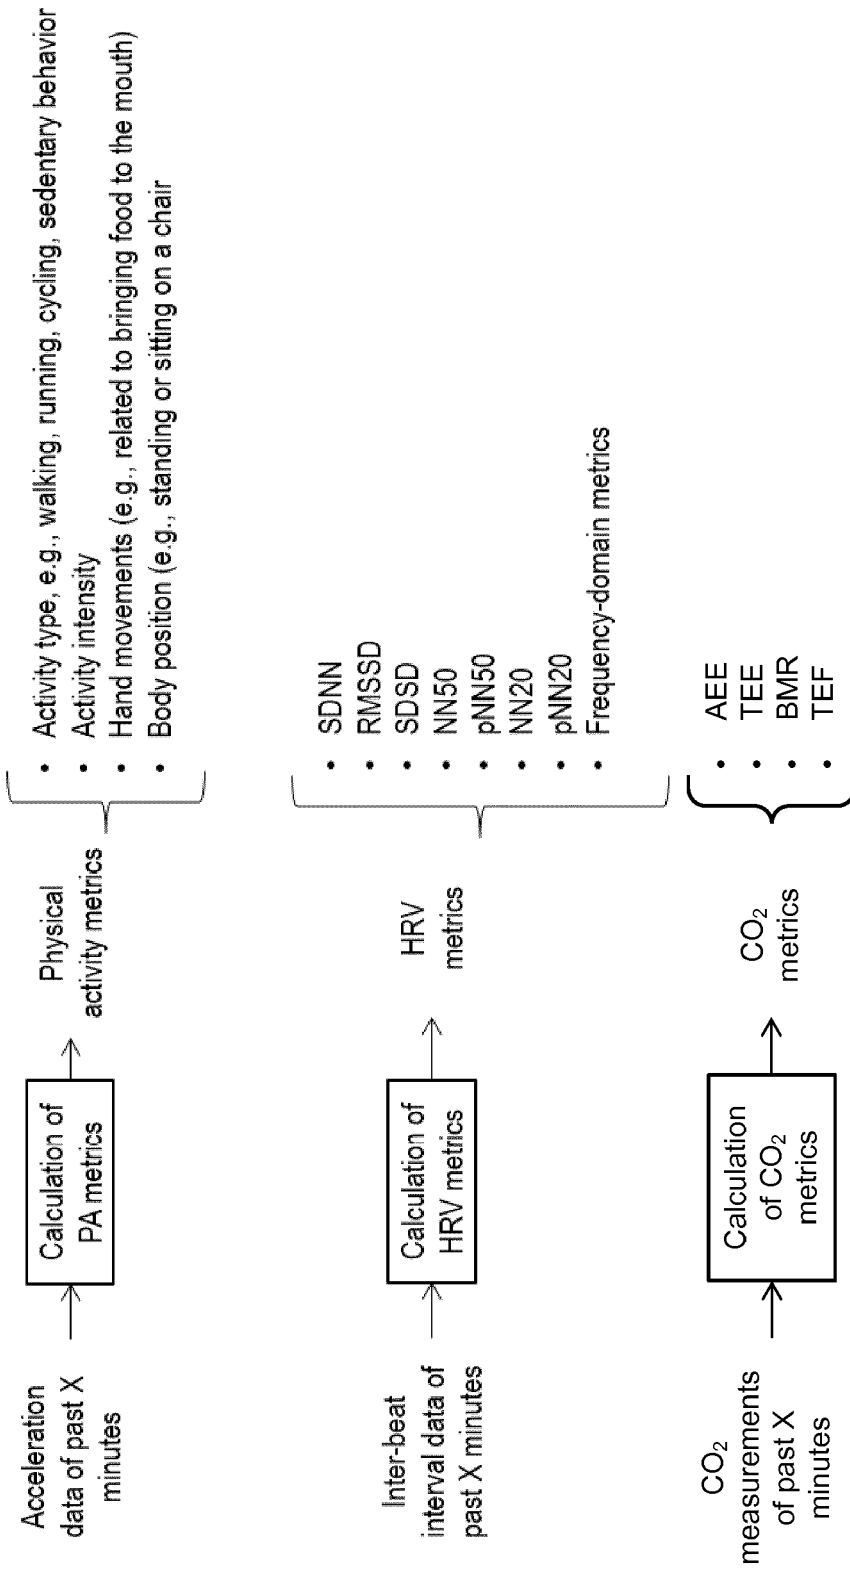 Acceleration
data of past X
minutes
Calculation of
PA metrics
Physical
activity metrics
• Activity type, e.g., walking, running, cycling, sedentary behavior
• Activity intensity
• Hand movements (e.g., related to bringing food to the mouth)
• Body position (e.g., standing or sitting on a chair
Inter-beat
interval data of
past X minutes
Calculation of
HRV metrics
HRV
metrics
• SDNN
• RMSSD
• SDSD
• NN50
• pNN50
• NN20
• pNN20
• Frequency-domain metrics
CO₂
measurements
of past X
minutes
Calculation
of CO₂
metrics
CO₂
metrics
• AEE
• TEE
• BMR
• TEF